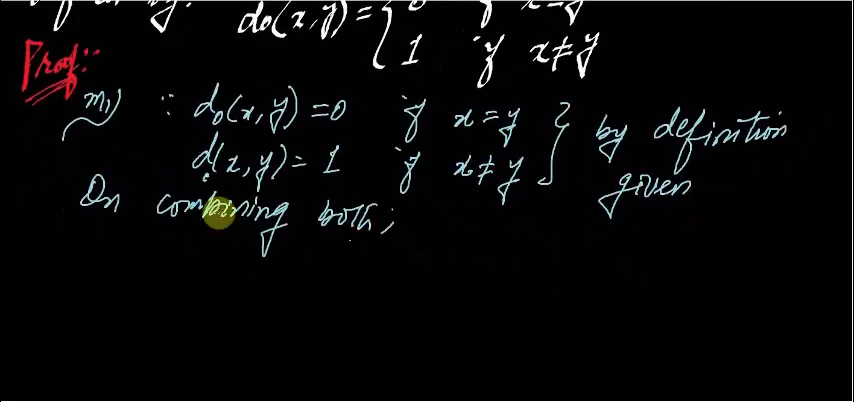 d₀(x, y) = { 0 if x = y
1 if x ≠ y
Proof:-
m₁) ∵ d₀(x, y) = 0 if x = y } by definition
d₀(x, y) = 1 if x ≠ y given
On combining both,